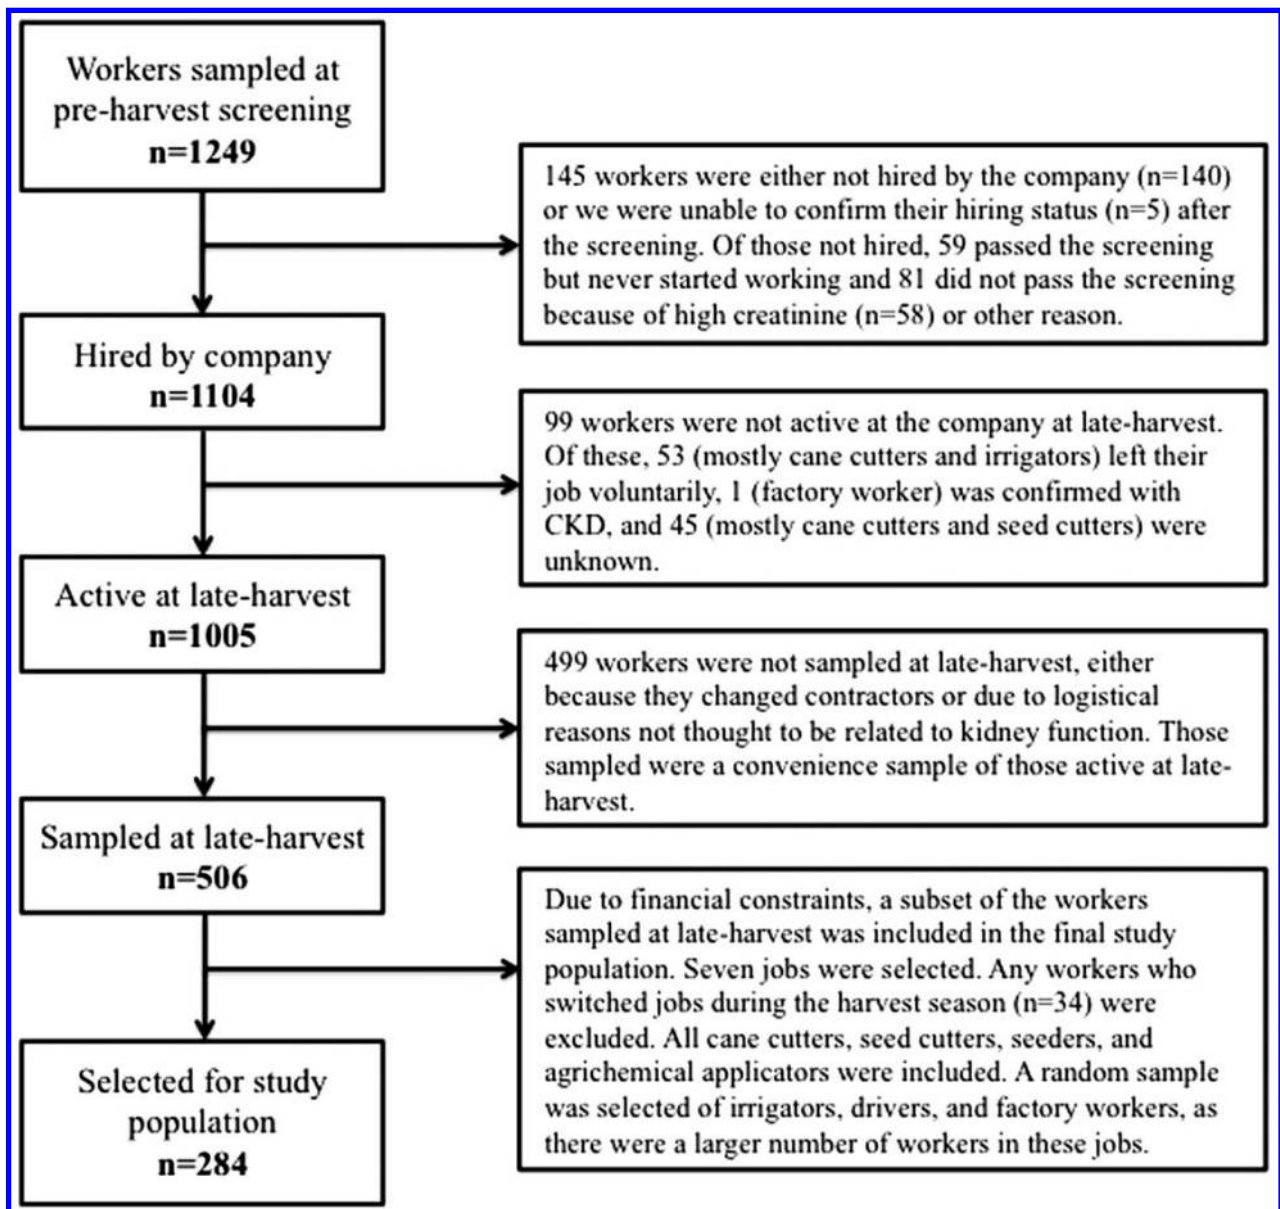 Workers sampled at
pre-harvest screening
n=1249
145 workers were either not hired by the company (n=140)
or we were unable to confirm their hiring status (n=5) after
the screening. Of those not hired, 59 passed the screening
but never started working and 81 did not pass the screening
because of high creatinine (n=58) or other reason.
Hired by company
n=1104
99 workers were not active at the company at late-harvest.
Of these, 53 (mostly cane cutters and irrigators) left their
job voluntarily, 1 (factory worker) was confirmed with
CKD, and 45 (mostly cane cutters and seed cutters) were
unknown.
Active at late-harvest
n=1005
499 workers were not sampled at late-harvest, either
because they changed contractors or due to logistical
reasons not thought to be related to kidney function. Those
sampled were a convenience sample of those active at late-
harvest.
Sampled at late-harvest
n=506
Due to financial constraints, a subset of the workers
sampled at late-harvest was included in the final study
population. Seven jobs were selected. Any workers who
switched jobs during the harvest season (n=34) were
excluded. All cane cutters, seed cutters, seeders, and
agrichemical applicators were included. A random sample
was selected of irrigators, drivers, and factory workers, as
there were a larger number of workers in these jobs.
Selected for study
population
n=284